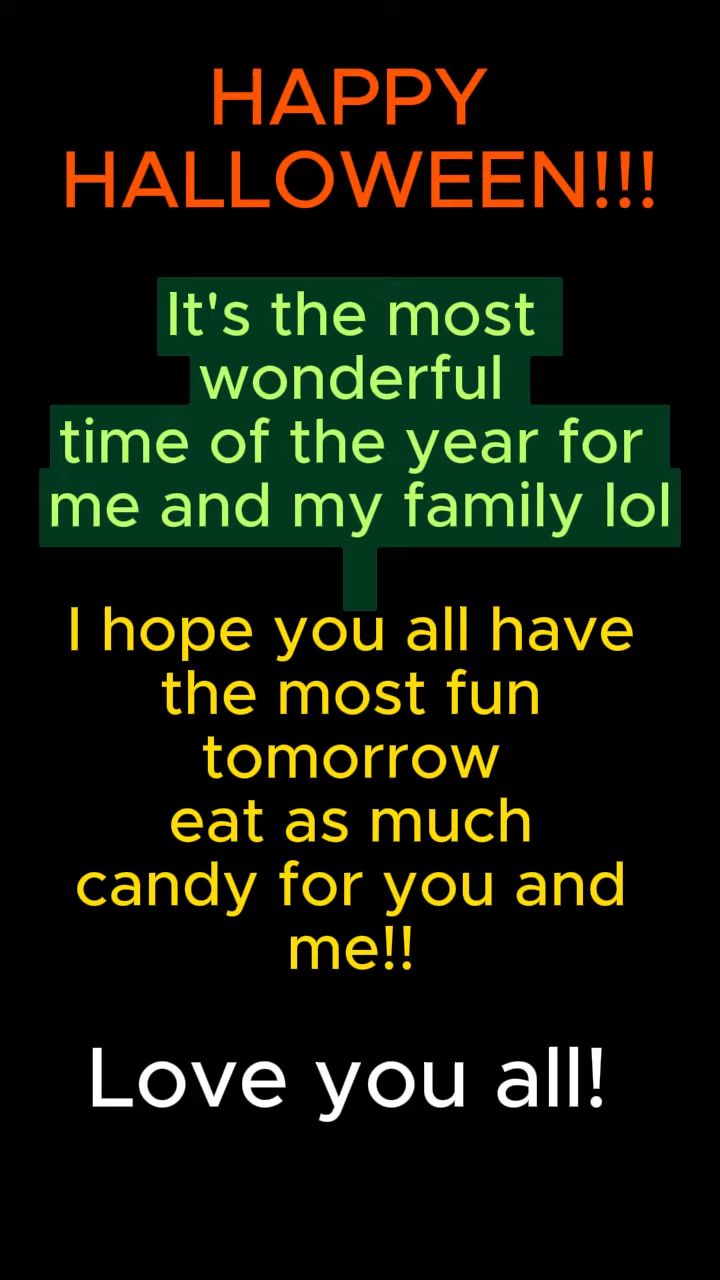 HAPPY
HALLOWEEN!!!
It's the most
wonderful
time of the year for
me and my family lol
I hope you all have
the most fun
tomorrow
eat as much
candy for you and
me!!
Love you all!